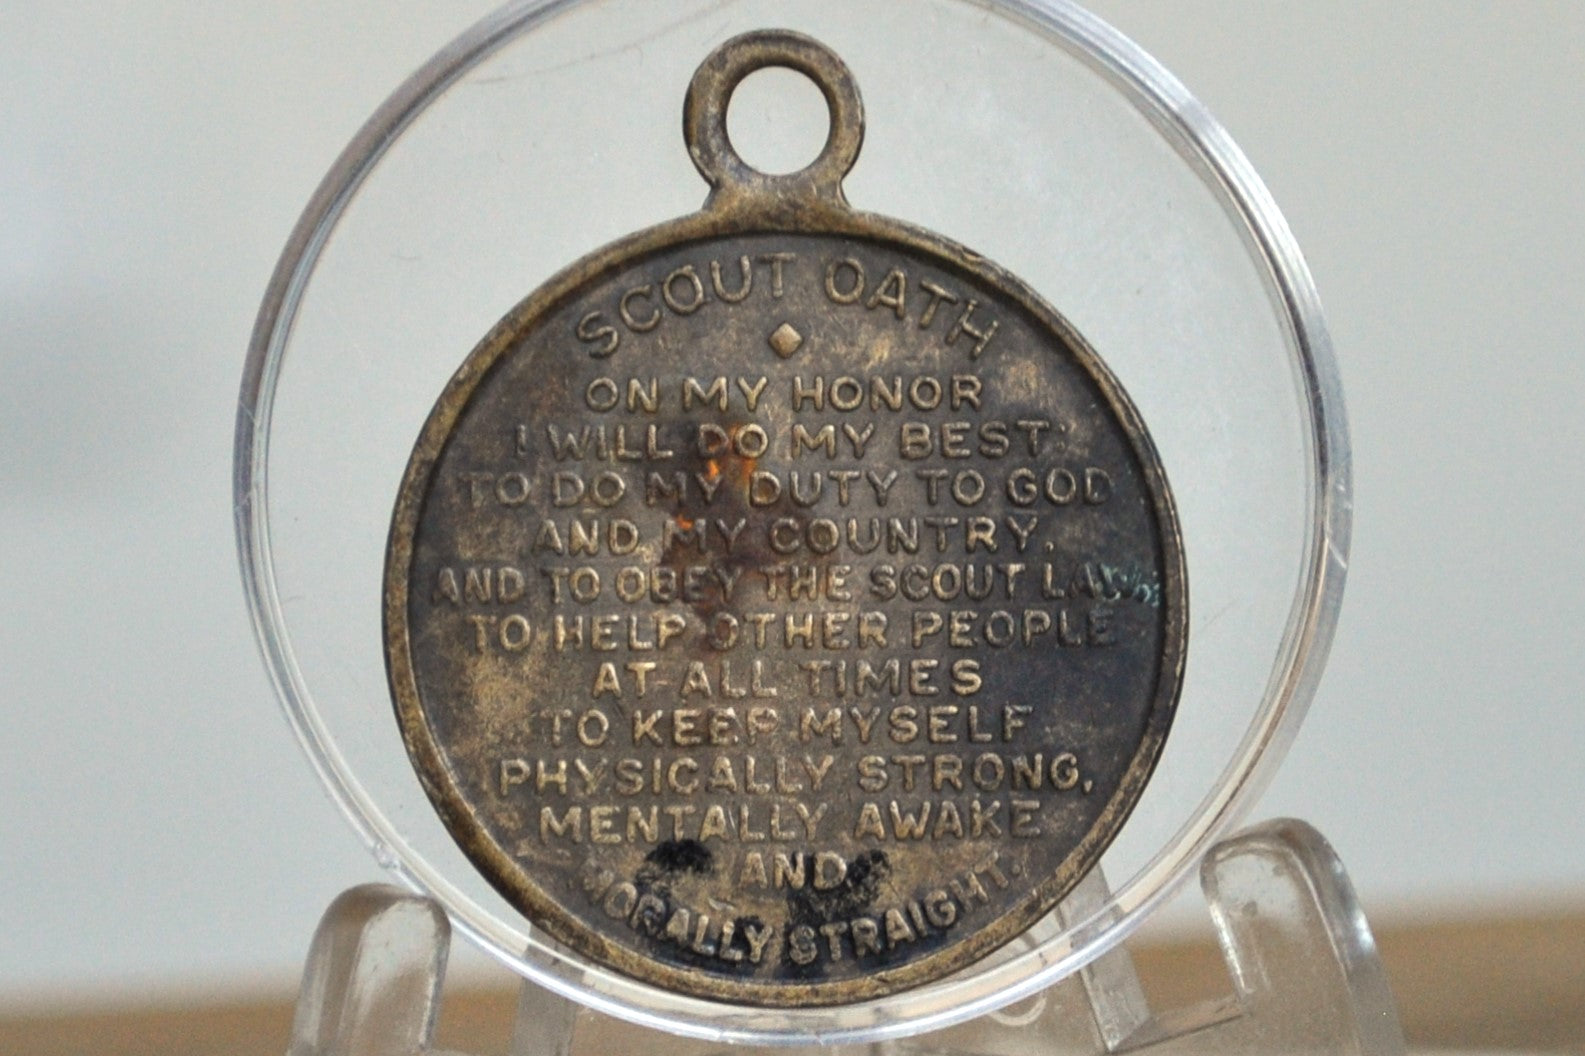 SCOUT OATH
ON MY HONOR
I WILL DO MY BEST:
TO DO MY DUTY TO GOD
AND MY COUNTRY,
AND TO OBEY THE SCOUT LAW;
TO HELP OTHER PEOPLE
AT ALL TIMES
TO KEEP MYSELF
PHYSICALLY STRONG,
MENTALLY AWAKE
AND
MORALLY STRAIGHT.